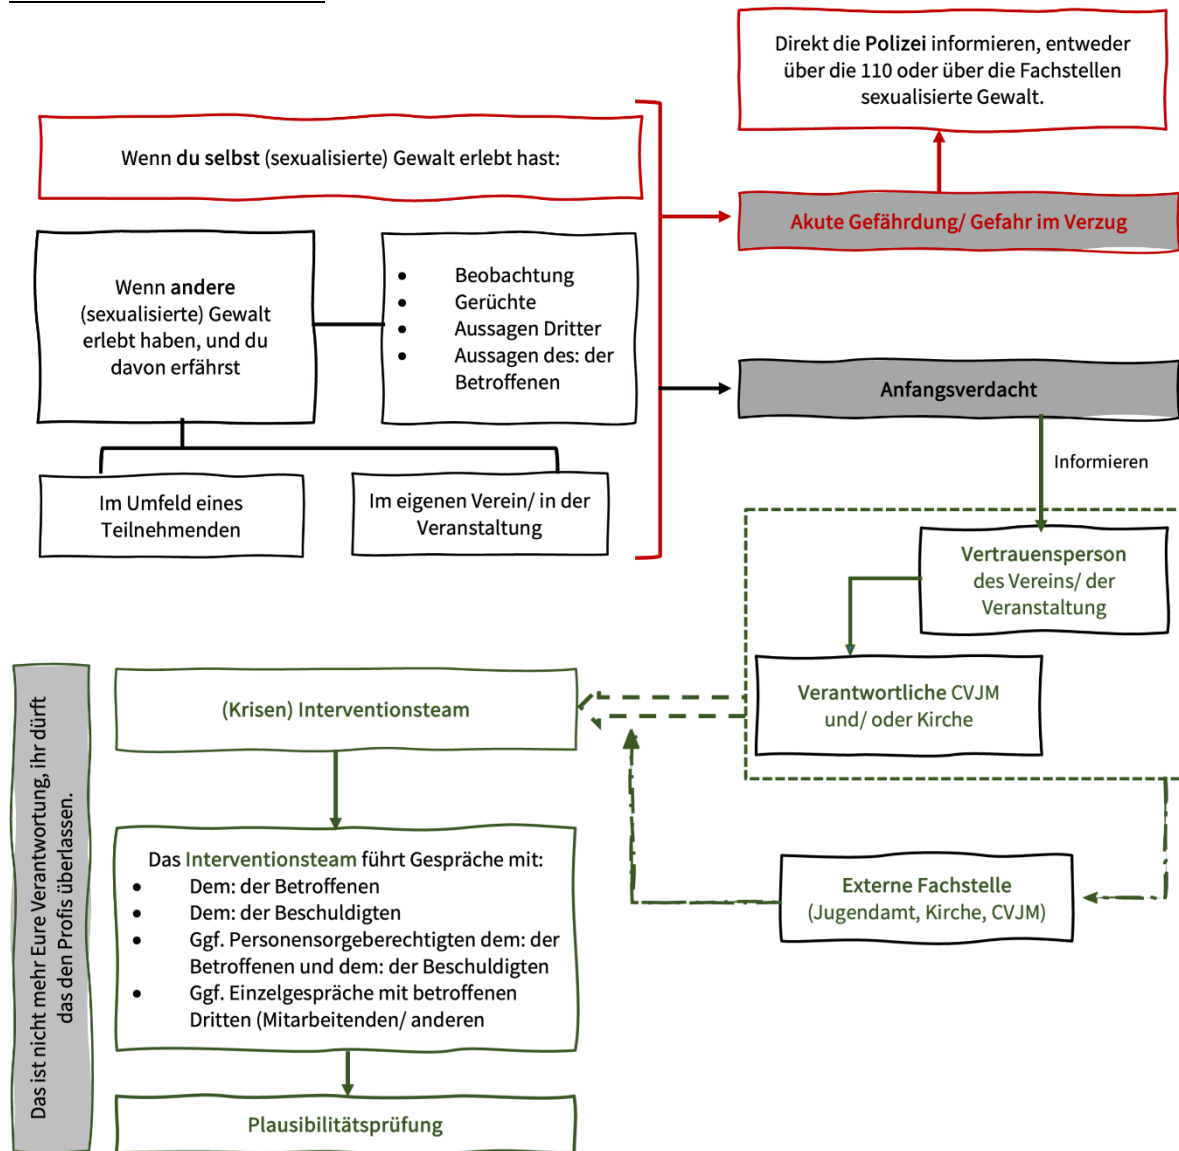 Direkt die Polizei informieren, entweder
über die 110 oder über die Fachstellen
sexualisierte Gewalt.
Wenn du selbst (sexualisierte) Gewalt erlebt hast:
Akute Gefährdung/ Gefahr im Verzug
Wenn andere
(sexualisierte) Gewalt
erlebt haben, und du
davon erfährst
• Beobachtung
• Gerüchte
• Aussagen Dritter
• Aussagen des: der
Betroffenen
Anfangsverdacht
Informieren
Im Umfeld eines
Teilnehmenden
Im eigenen Verein/ in der
Veranstaltung
Vertrauensperson
des Vereins/ der
Veranstaltung
Verantwortliche CVJM
und/ oder Kirche
(Krisen) Interventionsteam
Das ist nicht mehr Eure Verantwortung, ihr dürft
das den Profis überlassen.
Das Interventionsteam führt Gespräche mit:
• Dem: der Betroffenen
• Dem: der Beschuldigten
• Ggf. Personensorgeberechtigten dem: der
Betroffenen und dem: der Beschuldigten
• Ggf. Einzelgespräche mit betroffenen
Dritten (Mitarbeitenden/ anderen
Externe Fachstelle
(Jugendamt, Kirche, CVJM)
Plausibilitätsprüfung